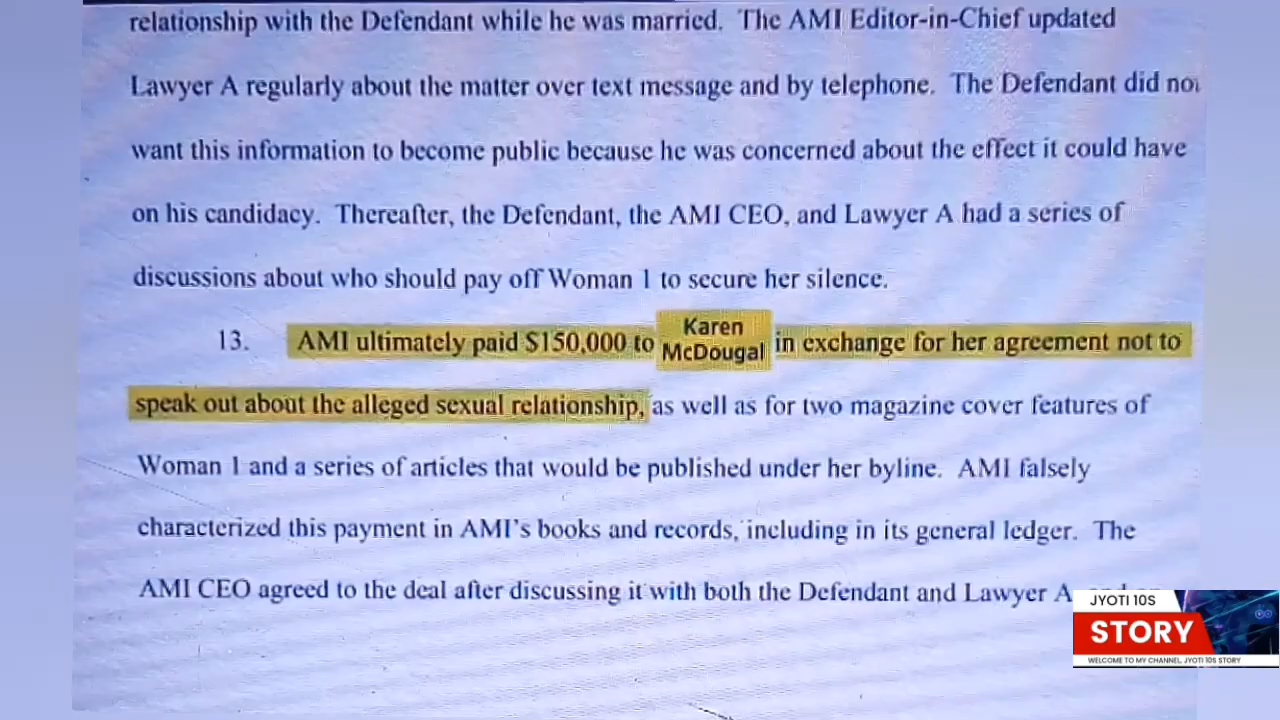 relationship with the Defendant while he was married. The AMI Editor-in-Chief updated
Lawyer A regularly about the matter over text message and by telephone. The Defendant did not
want this information to become public because he was concerned about the effect it could have
on his candidacy. Thereafter, the Defendant, the AMI CEO, and Lawyer A had a series of
discussions about who should pay off Woman 1 to secure her silence.
13. AMI ultimately paid $150,000 to Karen McDougal in exchange for her agreement not to
speak out about the alleged sexual relationship, as well as for two magazine cover features of
Woman 1 and a series of articles that would be published under her byline. AMI falsely
characterized this payment in AMI's books and records, including in its general ledger. The
AMI CEO agreed to the deal after discussing it with both the Defendant and Lawyer A
JYOTI 10S
STORY
WELCOME TO MY CHANNEL, JYOTI 10S STORY